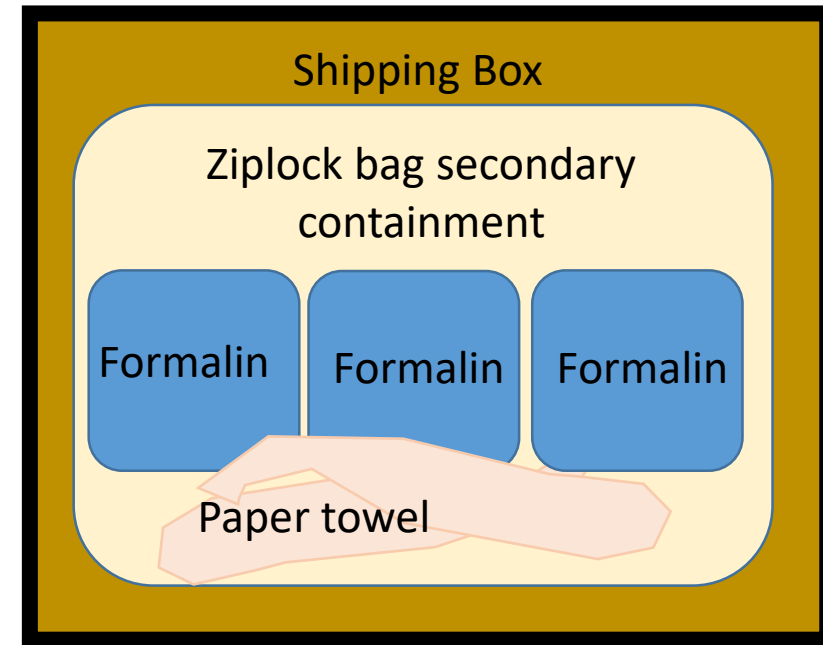 Shipping Box
Ziplock bag secondary
containment
Formalin
Formalin
Formalin
Paper towel